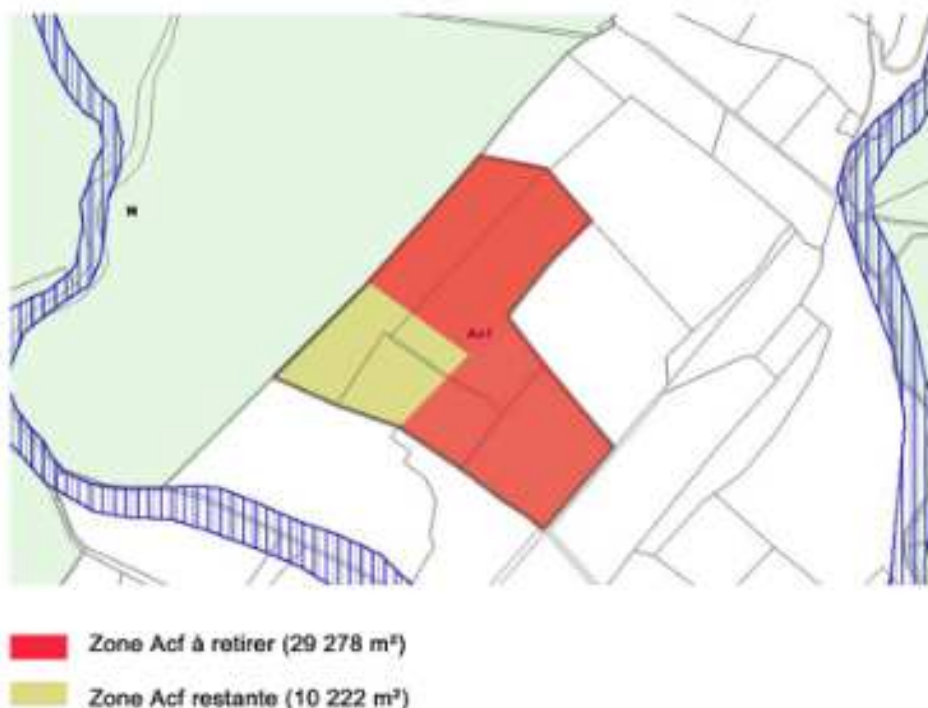 N
Acf
Zone Acf à retirer (29 278 m²)
Zone Acf restante (10 222 m²)